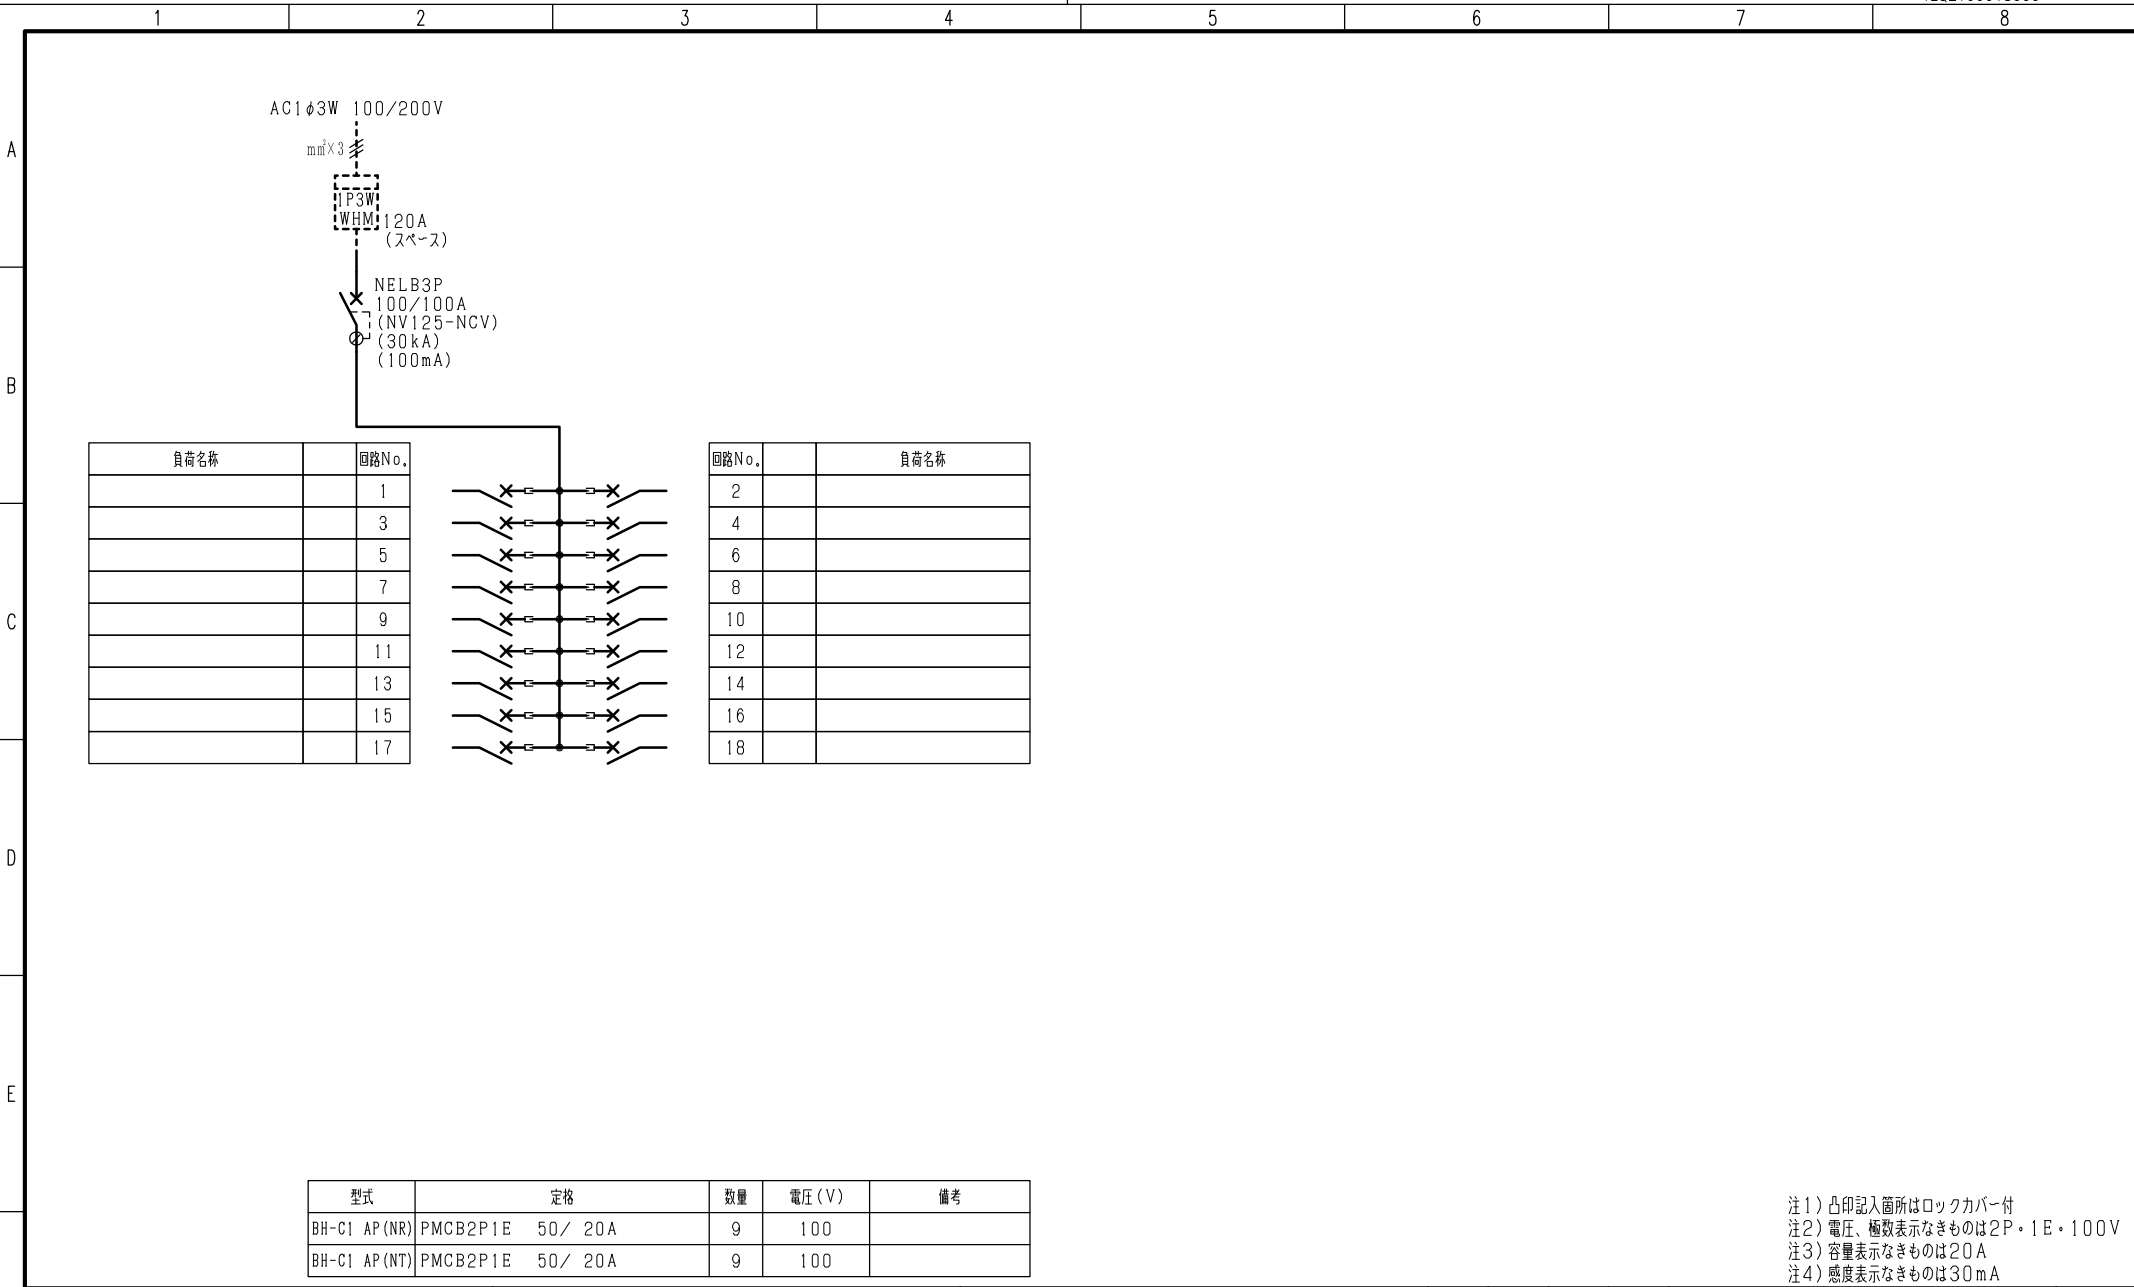 1 2 3 4 5 6 7 8
A
B
C
D
E
AC1φ3W 100/200V
mm²×3
1P3W
WHM
120A
(スペース)
NELB3P
100/100A
(NV125-NCV)
(30kA)
(100mA)
負荷名称 回路No.
1
3
5
7
9
11
13
15
17
回路No. 負荷名称
2
4
6
8
10
12
14
16
18
型式 定格 数量 電圧(V) 備考
BH-C1 AP(NR) PMCB2P1E 50/ 20A 9 100
BH-C1 AP(NT) PMCB2P1E 50/ 20A 9 100
注1)凸印記入箇所はロックカバー付
注2)電圧、極数表示なきものは2P・1E・100V
注3)容量表示なきものは20A
注4)感度表示なきものは30mA